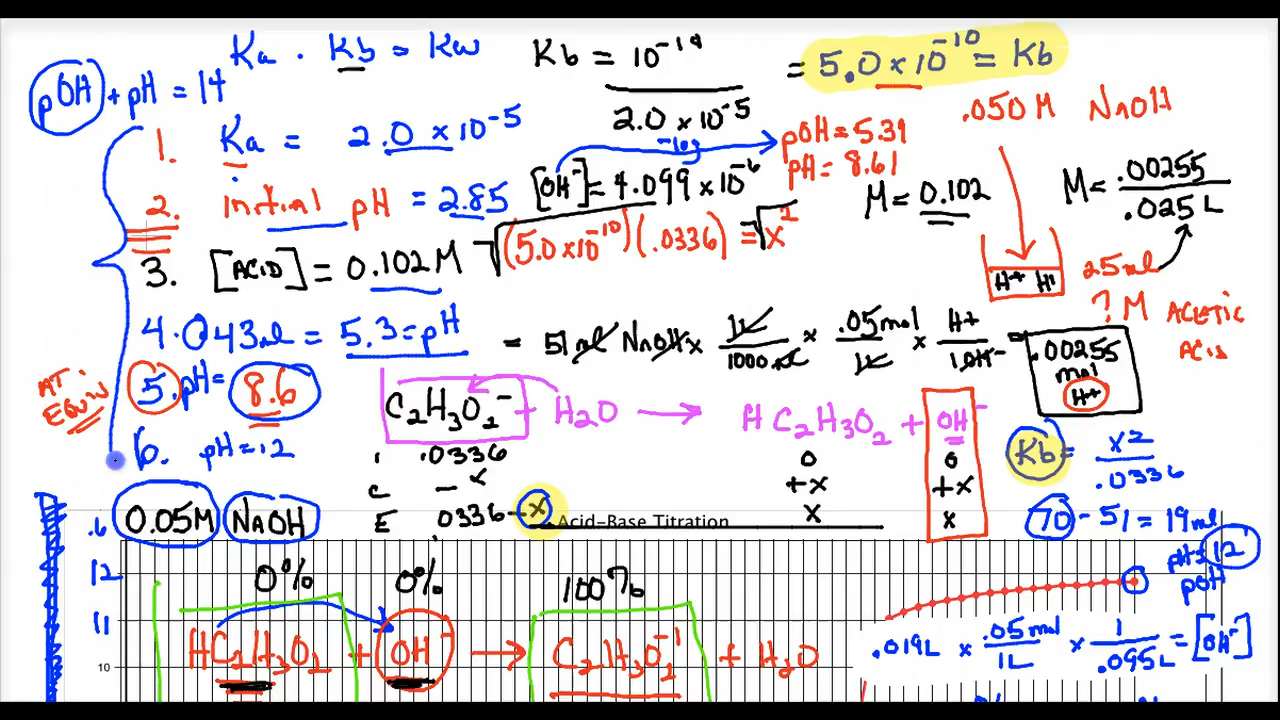 Ka · Kb = Kw
Kb = 10^-14 / 2.0 x 10^-5 = 5.0 x 10^-10 = Kb
pOH + pH = 14
.050 M NaOH
1. Ka = 2.0 x 10^-5
-log
pOH = 5.39
pH = 8.61
2. initial pH = 2.85
[OH^-] = 4.099 x 10^-6
M = 0.102
M = .00255 / .025 L
√(5.0 x 10^-10)(.0336) = √x^2
3. [ACID] = 0.102 M
H+ H+
25 ml
? M ACETIC
ACID
4. @ 43 ml = 5.3 = pH
= 51 ml NaOH x 1L / 1000 ml x .05 mol / 1L x H+ / 1 OH- = .00255 mol H+
AT EQUIV
5. pH = 8.6
C2H3O2^- + H2O → HC2H3O2 + OH^-
6. pH = 12
I .0336 0 0
C - x +x +x
E .0336 - x x x
Kb = x^2 / .0336
0.05M NaOH
Acid-Base Titration
70 - 51 = 19 ml
pH = 12
pOH
.6
12
0% 0% 100%
11
HC2H3O2 + OH^- → C2H3O2^-1 + H2O
.019L x .05 mol / 1L x 1 / .095L = [OH^-]
10